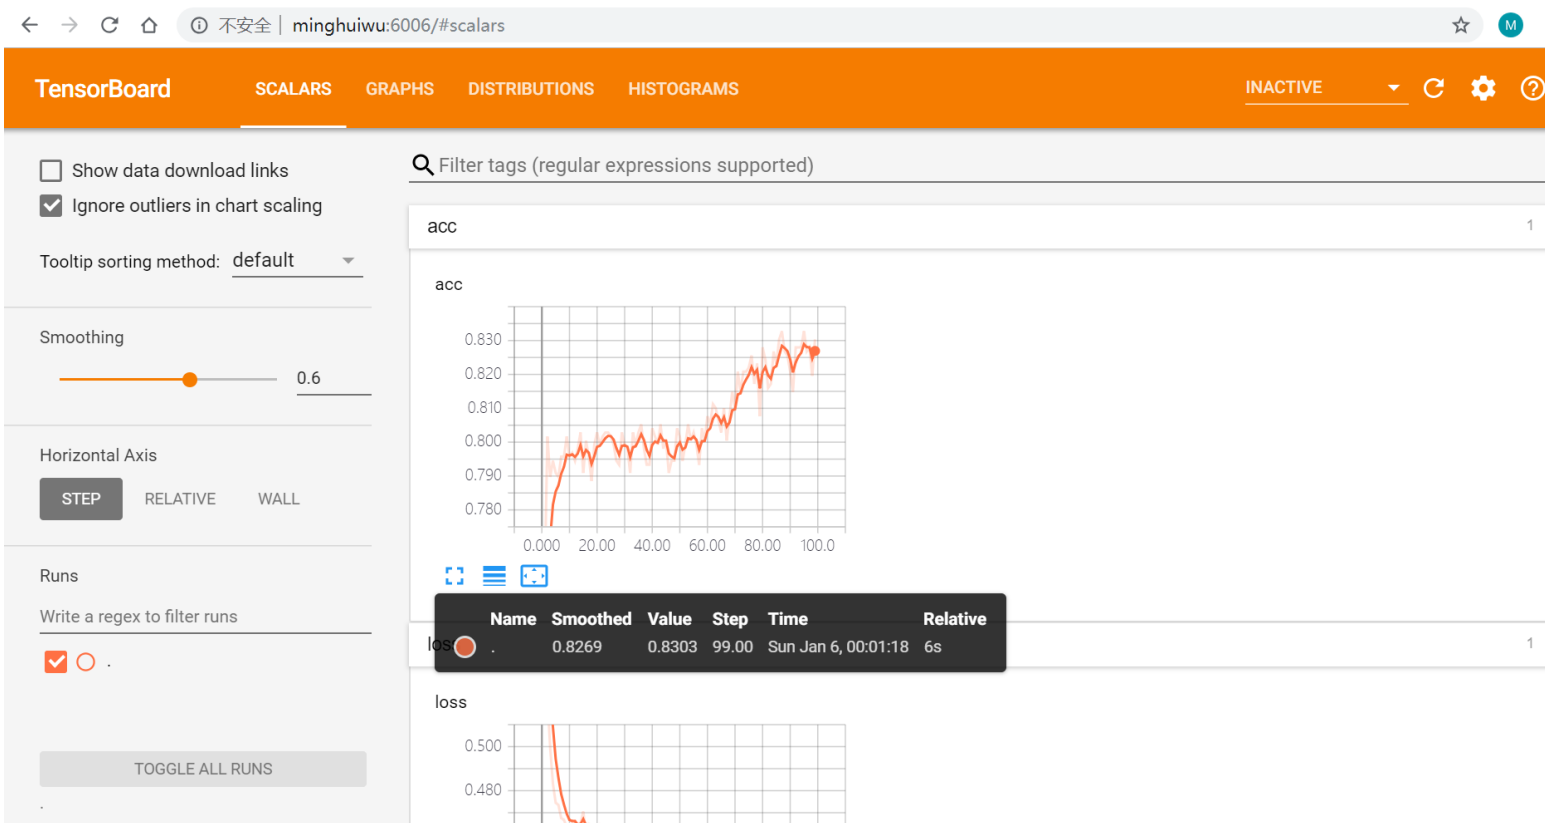 不安全 | minghuiwu:6006/#scalars
M
TensorBoard SCALARS GRAPHS DISTRIBUTIONS HISTOGRAMS INACTIVE
Show data download links
Ignore outliers in chart scaling
Tooltip sorting method: default
Smoothing
0.6
Horizontal Axis
STEP RELATIVE WALL
Runs
Write a regex to filter runs
.
TOGGLE ALL RUNS
.
Filter tags (regular expressions supported)
acc 1
acc
0.830
0.820
0.810
0.800
0.790
0.780
0.000 20.00 40.00 60.00 80.00 100.0
Name Smoothed Value Step Time Relative
. 0.8269 0.8303 99.00 Sun Jan 6, 00:01:18 6s
loss 1
loss
0.500
0.480